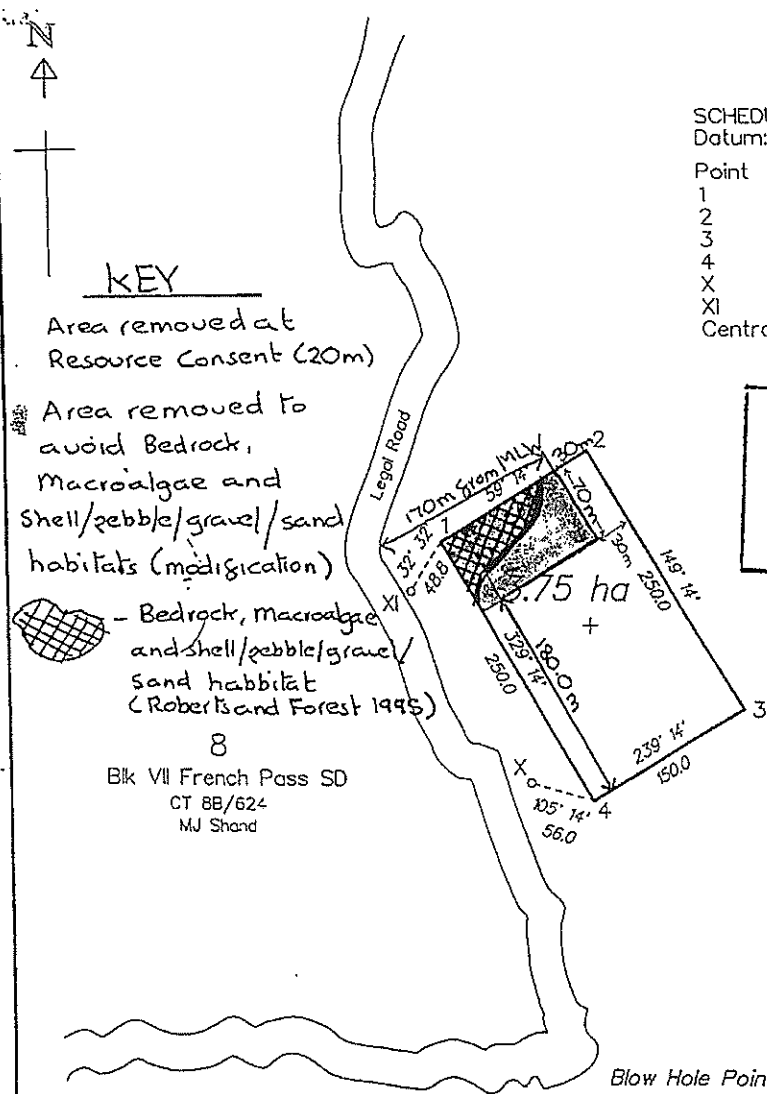 N
SCHEDU
Datum:
Point
1
2
3
4
X
XI
Centro
KEY
Area removed at
Resource Consent (20m)
Area removed to
avoid Bedrock,
Macroalgae and
Shell/pebble/gravel/sand
habitats (modification)
- Bedrock, Macroalgae
and shell/pebble/gravel/
sand habbitat
(Roberts and Forest 1995)
8
Blk VII French Pass SD
CT 8B/624
MJ Shand
Legal Road
170m from MLW
59° 14'
30m
2
70m
30m
1
32° 32'
48.8
XI
149° 14'
250.0
3.75 ha
329° 14'
250.0
180.0m
3
239° 14'
150.0
X
4
105° 14'
56.0
Blow Hole Poin